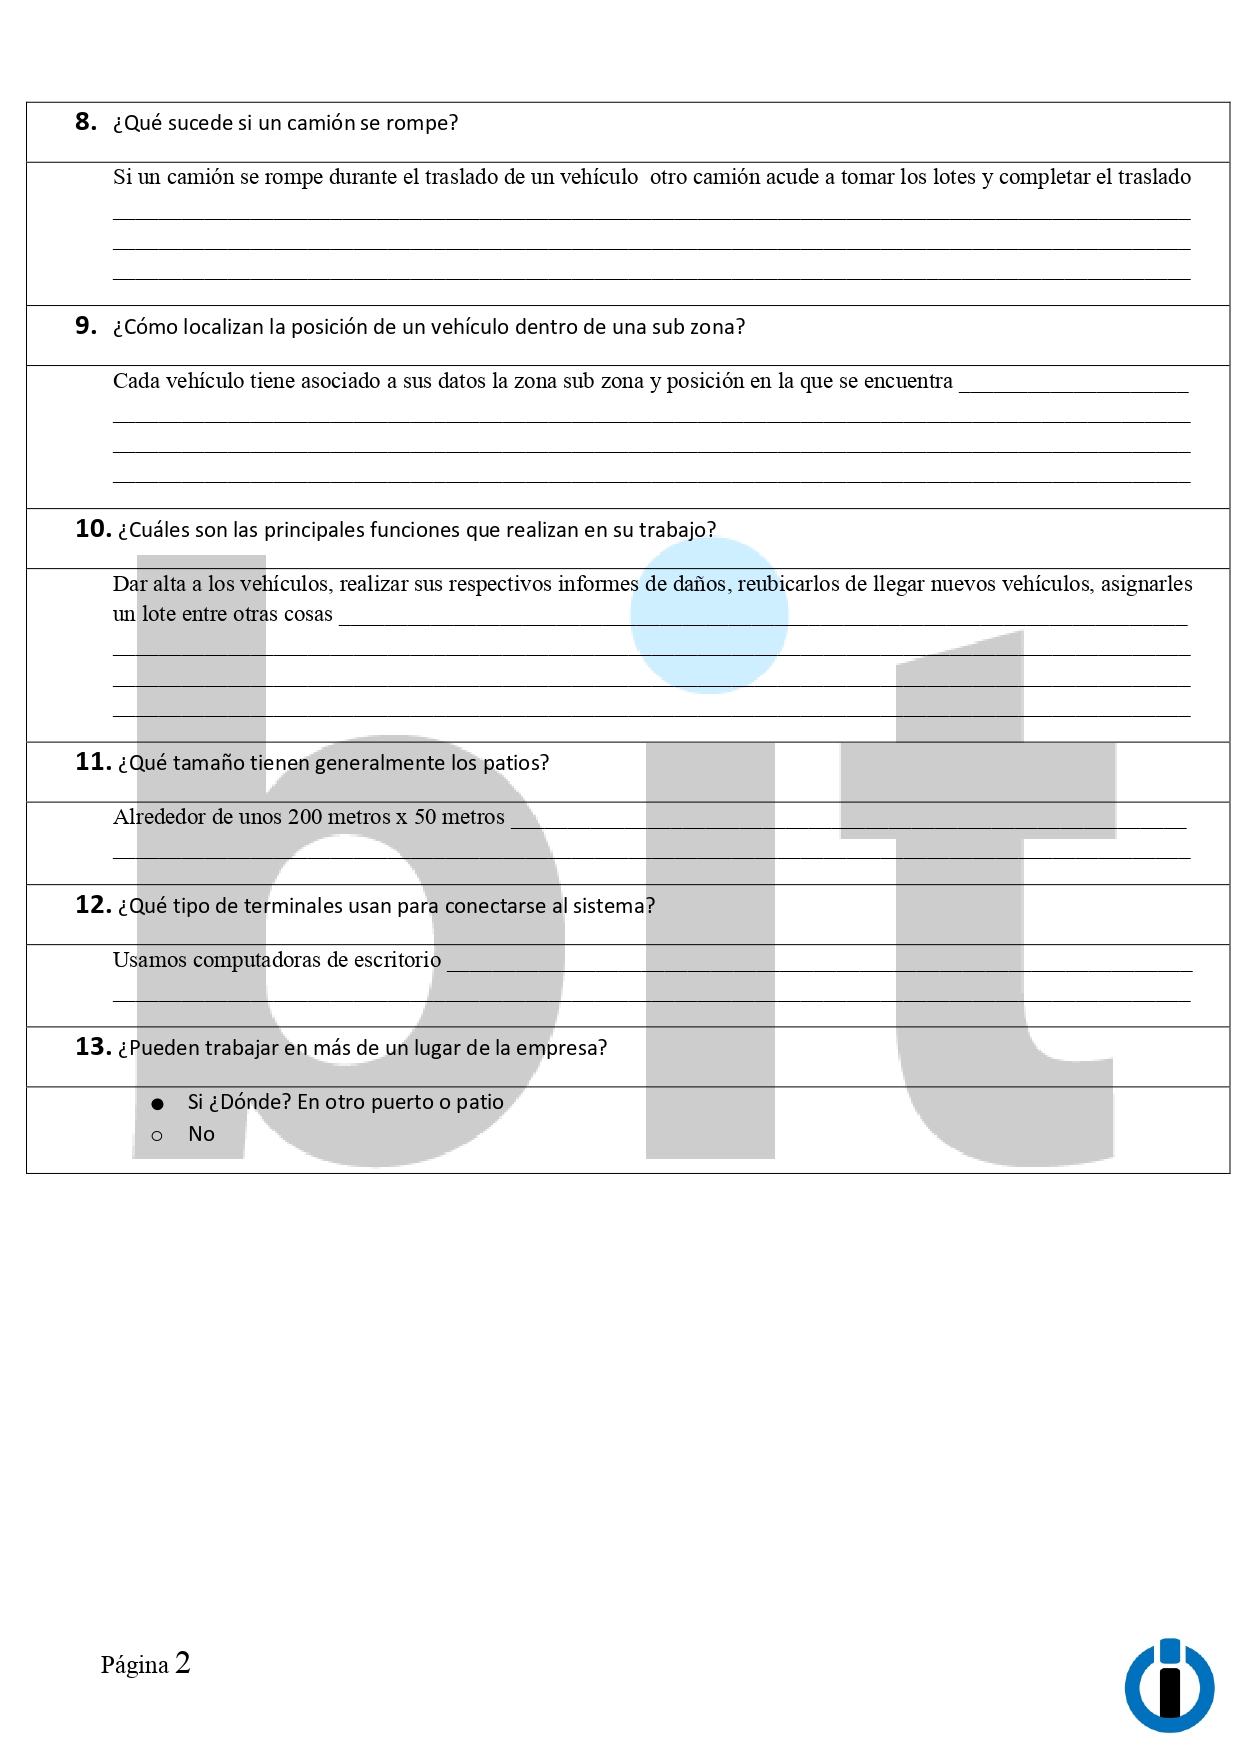 8. ¿Qué sucede si un camión se rompe?
Si un camión se rompe durante el traslado de un vehículo otro camión acude a tomar los lotes y completar el traslado
9. ¿Cómo localizan la posición de un vehículo dentro de una sub zona?
Cada vehículo tiene asociado a sus datos la zona sub zona y posición en la que se encuentra
10. ¿Cuáles son las principales funciones que realizan en su trabajo?
Dar alta a los vehículos, realizar sus respectivos informes de daños, reubicarlos de llegar nuevos vehículos, asignarles
un lote entre otras cosas
11. ¿Qué tamaño tienen generalmente los patios?
Alrededor de unos 200 metros x 50 metros
12. ¿Qué tipo de terminales usan para conectarse al sistema?
Usamos computadoras de escritorio
13. ¿Pueden trabajar en más de un lugar de la empresa?
● Si ¿Dónde? En otro puerto o patio
○ No
bit
Página 2